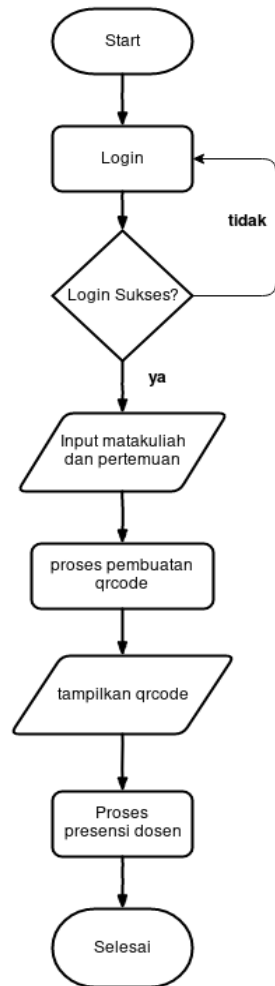 Start
Login
tidak
Login Sukses?
ya
Input matakuliah
dan pertemuan
proses pembuatan
qrcode
tampilkan qrcode
Proses
presensi dosen
Selesai